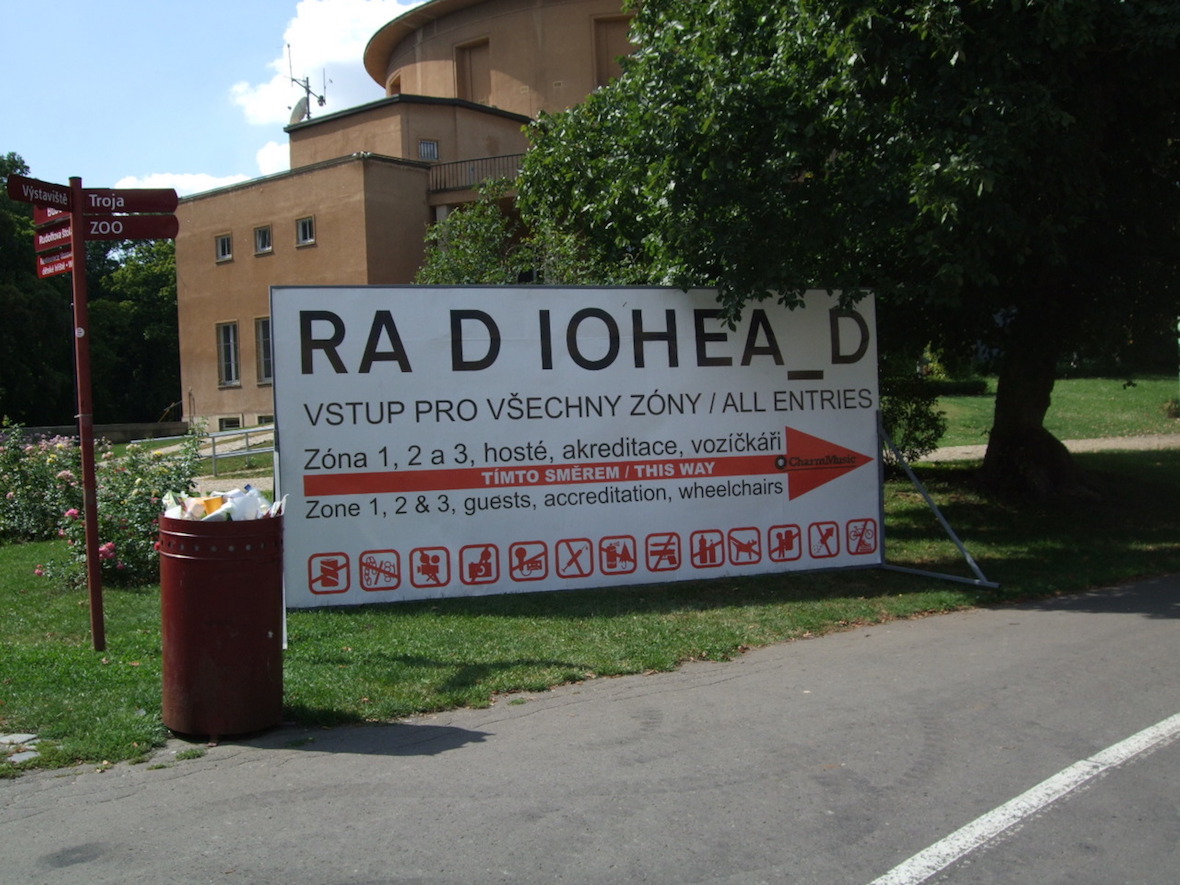 Výstaviště
Troja
ZOO
Rudolfova
RA D IOHEA_D
VSTUP PRO VŠECHNY ZÓNY / ALL ENTRIES
Zóna 1, 2 a 3, hosté, akreditace, vozíčkáři
TÍMTO SMĚREM / THIS WAY
CharmMusic
Zone 1, 2 & 3, guests, accreditation, wheelchairs